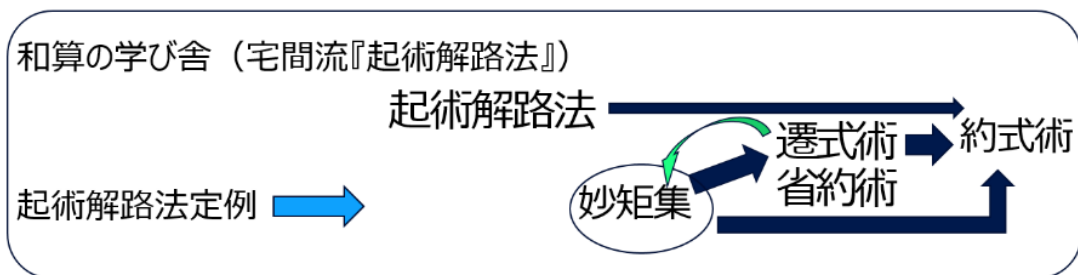 和算の学び舎（宅間流『起術解路法』）
起術解路法
遷式術
省約術
約式術
起術解路法定例
妙矩集